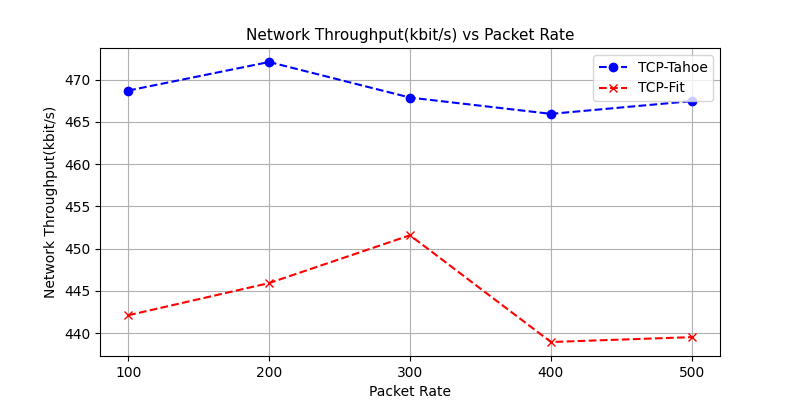 Network Throughput(kbit/s) vs Packet Rate
TCP-Tahoe
TCP-Fit
Network Throughput(kbit/s)
470
465
460
455
450
445
440
100 200 300 400 500
Packet Rate